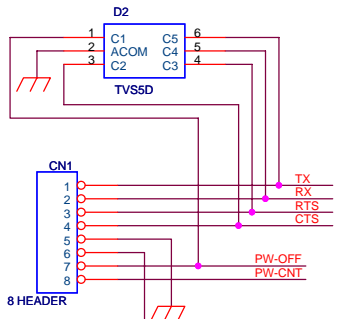 D2
1 C1 C5 6
2 ACOM C4 5
3 C2 C3 4
TVS5D
CN1
1 TX
2 RX
3 RTS
4 CTS
5
6
7 PW-OFF
8 PW-CNT
8 HEADER